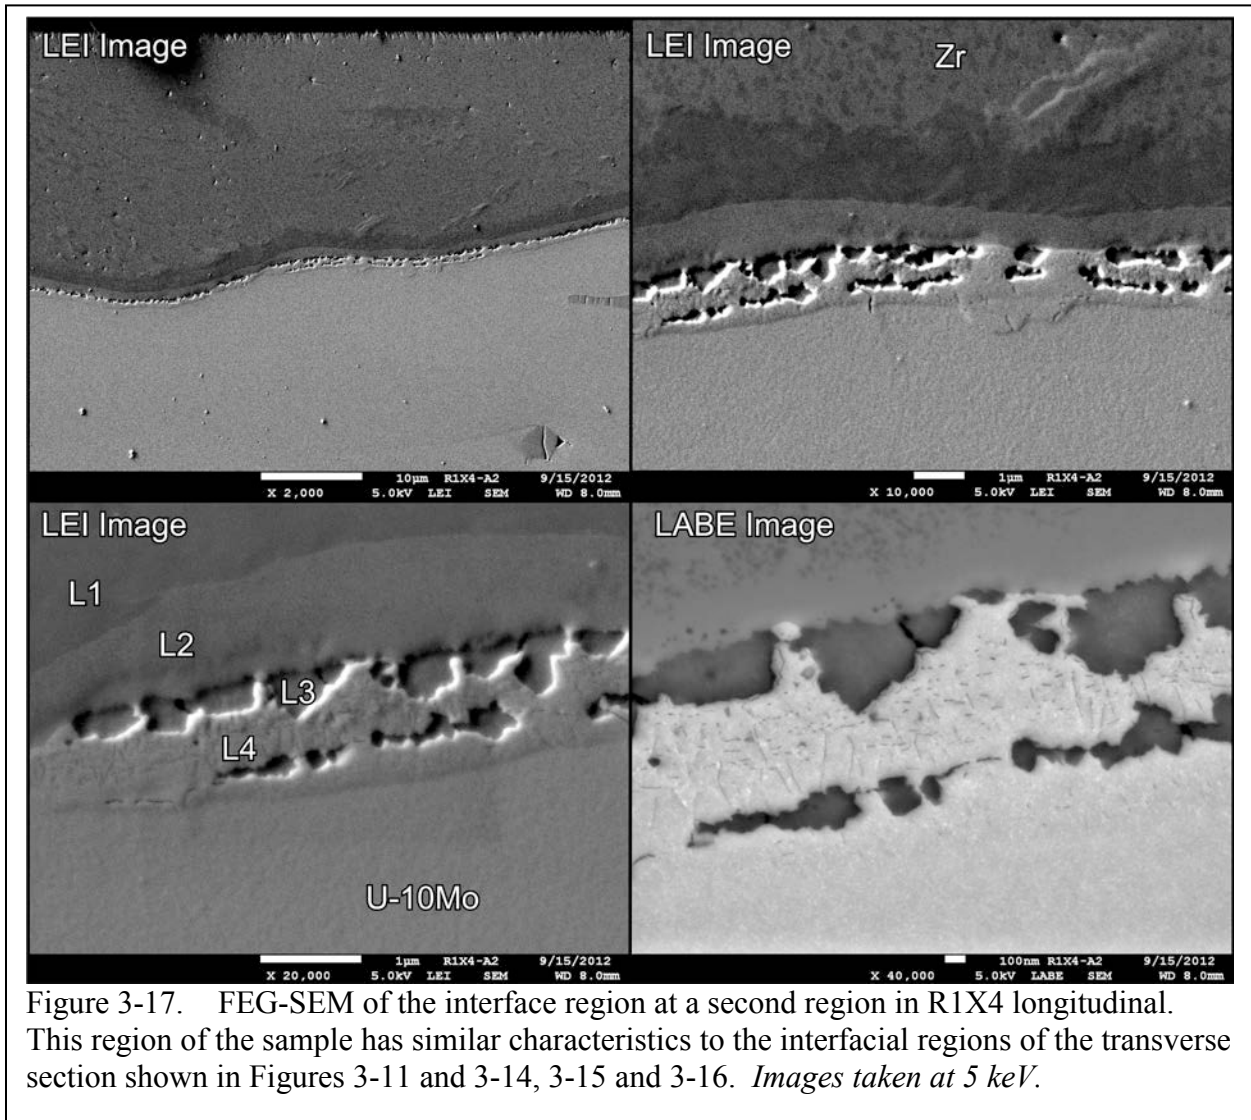 LEI Image
10µm R1X4-A2 9/15/2012
X 2,000 5.0kV LEI SEM WD 8.0mm
LEI Image
Zr
1µm R1X4-A2 9/15/2012
X 10,000 5.0kV LEI SEM WD 8.0mm
LEI Image
L1
L2
L3
L4
U-10Mo
1µm R1X4-A2 9/15/2012
X 20,000 5.0kV LEI SEM WD 8.0mm
LABE Image
100nm R1X4-A2 9/15/2012
X 40,000 5.0kV LABE SEM WD 8.0mm
Figure 3-17. FEG-SEM of the interface region at a second region in R1X4 longitudinal.
This region of the sample has similar characteristics to the interfacial regions of the transverse
section shown in Figures 3-11 and 3-14, 3-15 and 3-16. Images taken at 5 keV.